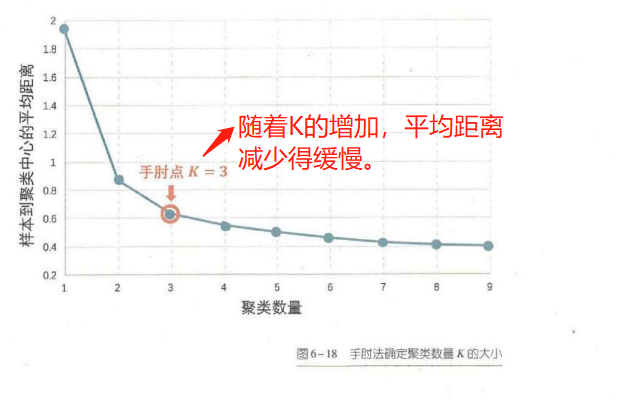 2
1.8
1.6
1.4
1.2
1
0.8
0.6
0.4
0.2
样本到聚类中心的平均距离
随着K的增加，平均距离
减少得缓慢。
手肘点 K = 3
1 2 3 4 5 6 7 8 9
聚类数量
图6-18 手肘法确定聚类数量 K 的大小